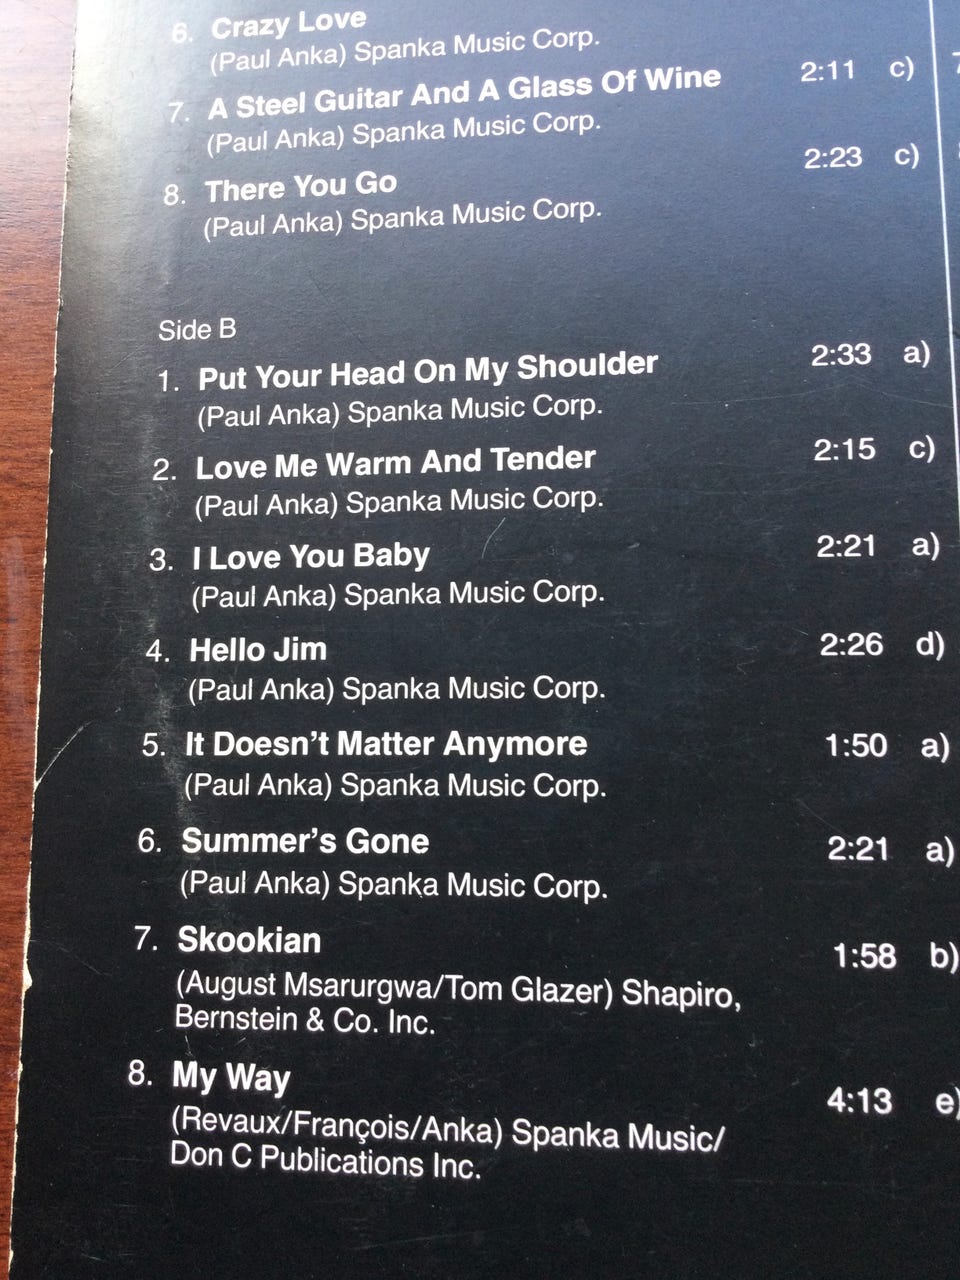 6. Crazy Love
(Paul Anka) Spanka Music Corp.
7. A Steel Guitar And A Glass Of Wine 2:11 c)
(Paul Anka) Spanka Music Corp.
8. There You Go 2:23 c)
(Paul Anka) Spanka Music Corp.
Side B
1. Put Your Head On My Shoulder 2:33 a)
(Paul Anka) Spanka Music Corp.
2. Love Me Warm And Tender 2:15 c)
(Paul Anka) Spanka Music Corp.
3. I Love You Baby 2:21 a)
(Paul Anka) Spanka Music Corp.
4. Hello Jim 2:26 d)
(Paul Anka) Spanka Music Corp.
5. It Doesn't Matter Anymore 1:50 a)
(Paul Anka) Spanka Music Corp.
6. Summer's Gone 2:21 a)
(Paul Anka) Spanka Music Corp.
7. Skookian 1:58 b)
(August Msarurgwa/Tom Glazer) Shapiro,
Bernstein & Co. Inc.
8. My Way 4:13 e)
(Revaux/François/Anka) Spanka Music/
Don C Publications Inc.